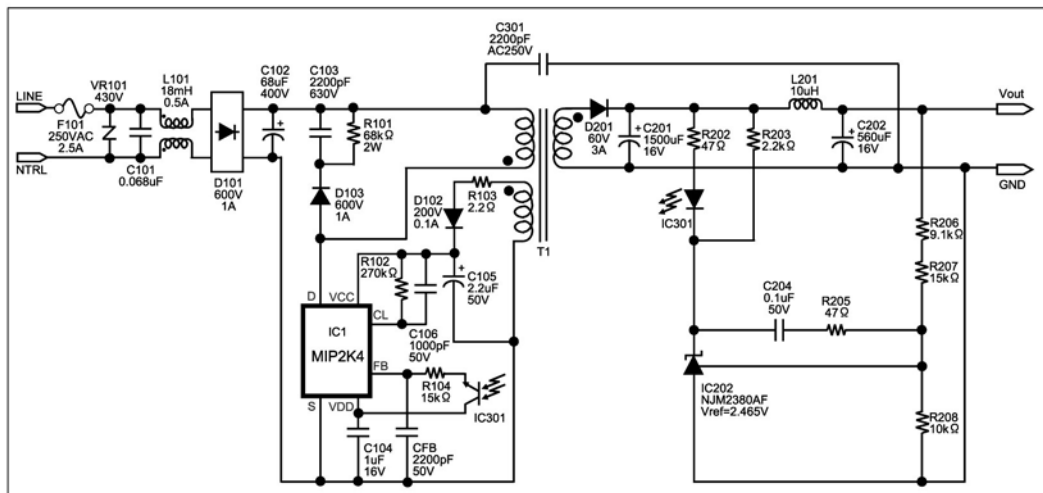 C301
2200pF
AC250V
LINE
F101
250VAC
2.5A
VR101
430V
NTRL
C101
0.068uF
L101
18mH
0.5A
D101
600V
1A
C102
68uF
400V
C103
2200pF
630V
R101
68kΩ
2W
D103
600V
1A
D102
200V
0.1A
R103
2.2Ω
T1
D201
60V
3A
C201
1500uF
16V
R202
47Ω
R203
2.2kΩ
L201
10uH
C202
560uF
16V
Vout
GND
IC301
R206
9.1kΩ
R207
15kΩ
R102
270kΩ
C105
2.2uF
50V
C106
1000pF
50V
D
VCC
CL
IC1
MIP2K4
FB
S
VDD
R104
15kΩ
IC301
C104
1uF
16V
CFB
2200pF
50V
C204
0.1uF
50V
R205
47Ω
IC202
NJM2380AF
Vref=2.465V
R208
10kΩ